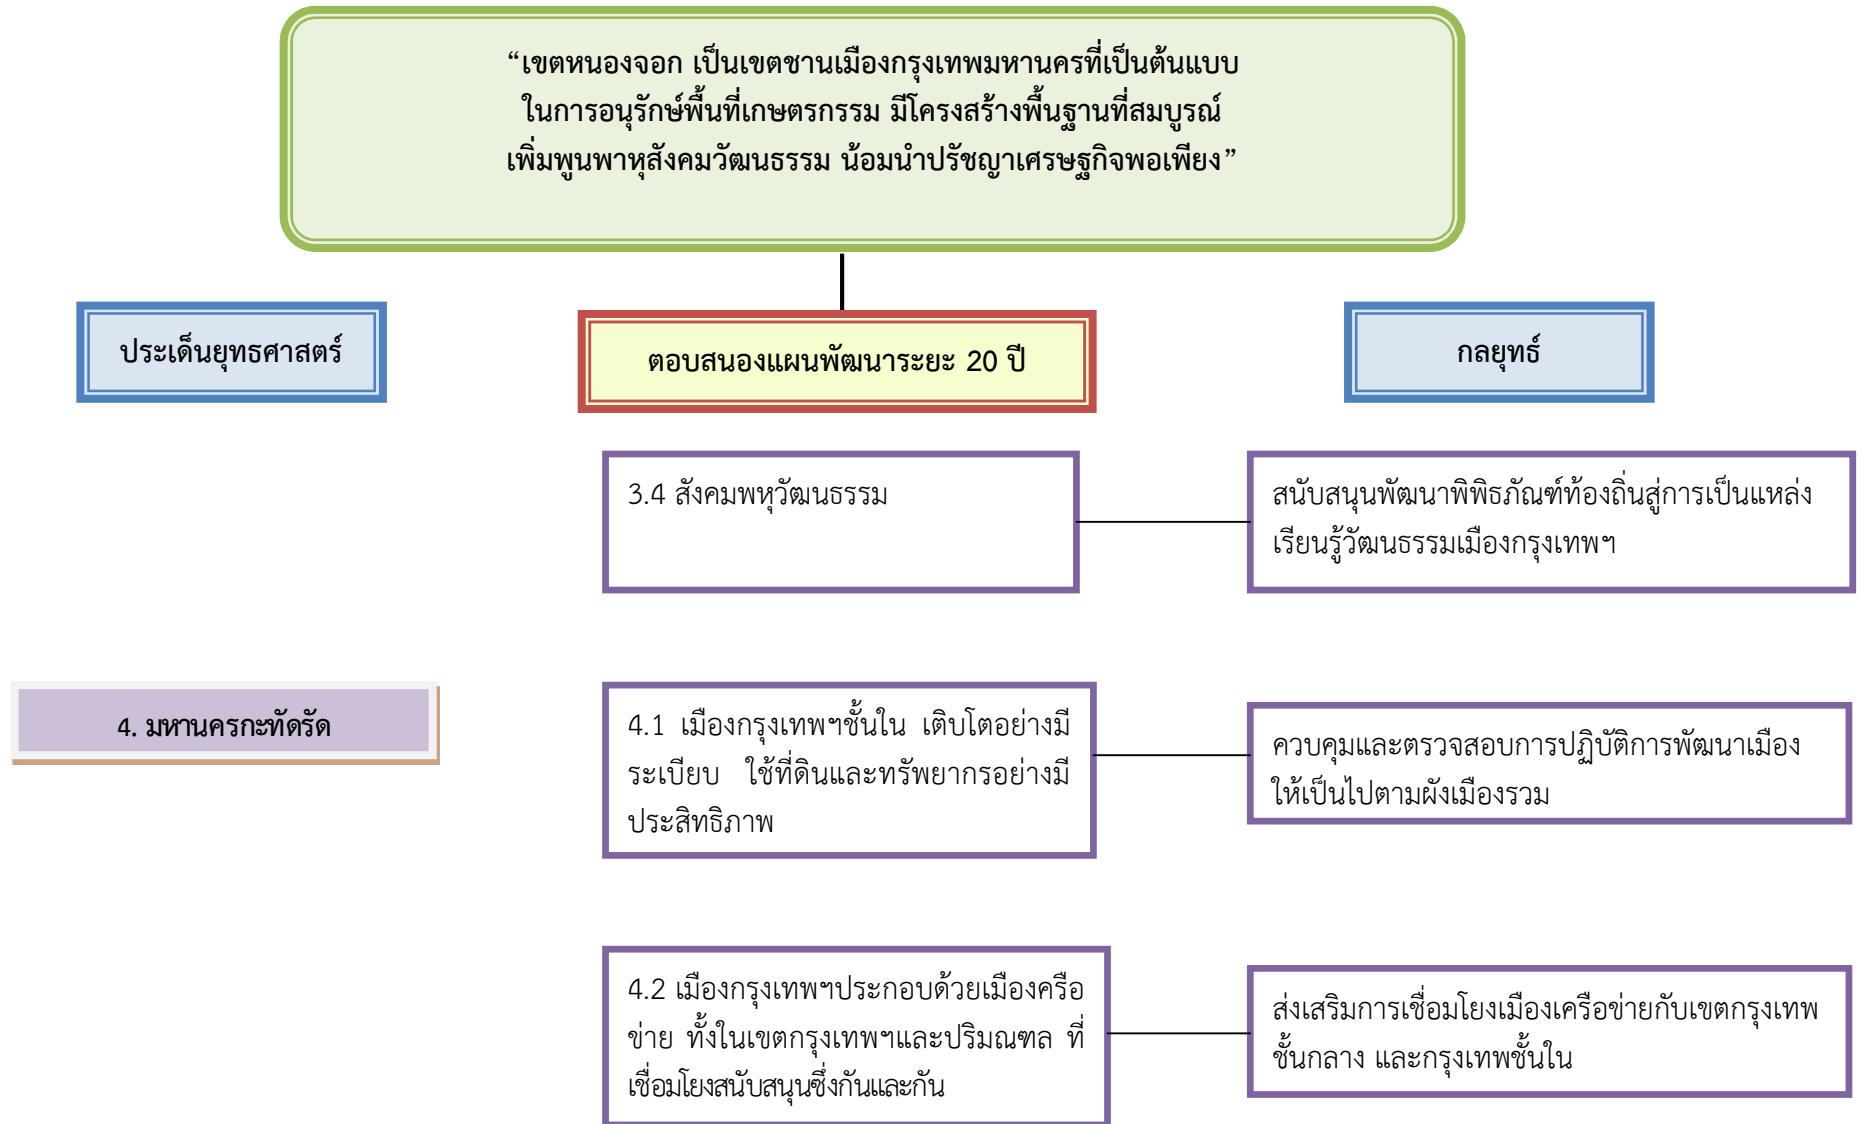 “เขตหนองจอก เป็นเขตชานเมืองกรุงเทพมหานครที่เป็นต้นแบบ
ในการอนุรักษ์พื้นที่เกษตรกรรม มีโครงสร้างพื้นฐานที่สมบูรณ์
เพิ่มพูนพาหุสังคมวัฒนธรรม น้อมนำปรัชญาเศรษฐกิจพอเพียง”
ประเด็นยุทธศาสตร์
ตอบสนองแผนพัฒนาระยะ 20 ปี
กลยุทธ์
3.4 สังคมพหุวัฒนธรรม
สนับสนุนพัฒนาพิพิธภัณฑ์ท้องถิ่นสู่การเป็นแหล่ง
เรียนรู้วัฒนธรรมเมืองกรุงเทพฯ
4. มหานครกะทัดรัด
4.1 เมืองกรุงเทพฯชั้นใน เติบโตอย่างมี
ระเบียบ ใช้ที่ดินและทรัพยากรอย่างมี
ประสิทธิภาพ
ควบคุมและตรวจสอบการปฏิบัติการพัฒนาเมือง
ให้เป็นไปตามผังเมืองรวม
4.2 เมืองกรุงเทพฯประกอบด้วยเมืองครือ
ข่าย ทั้งในเขตกรุงเทพฯและปริมณฑล ที่
เชื่อมโยงสนับสนุนซึ่งกันและกัน
ส่งเสริมการเชื่อมโยงเมืองเครือข่ายกับเขตกรุงเทพ
ชั้นกลาง และกรุงเทพชั้นใน